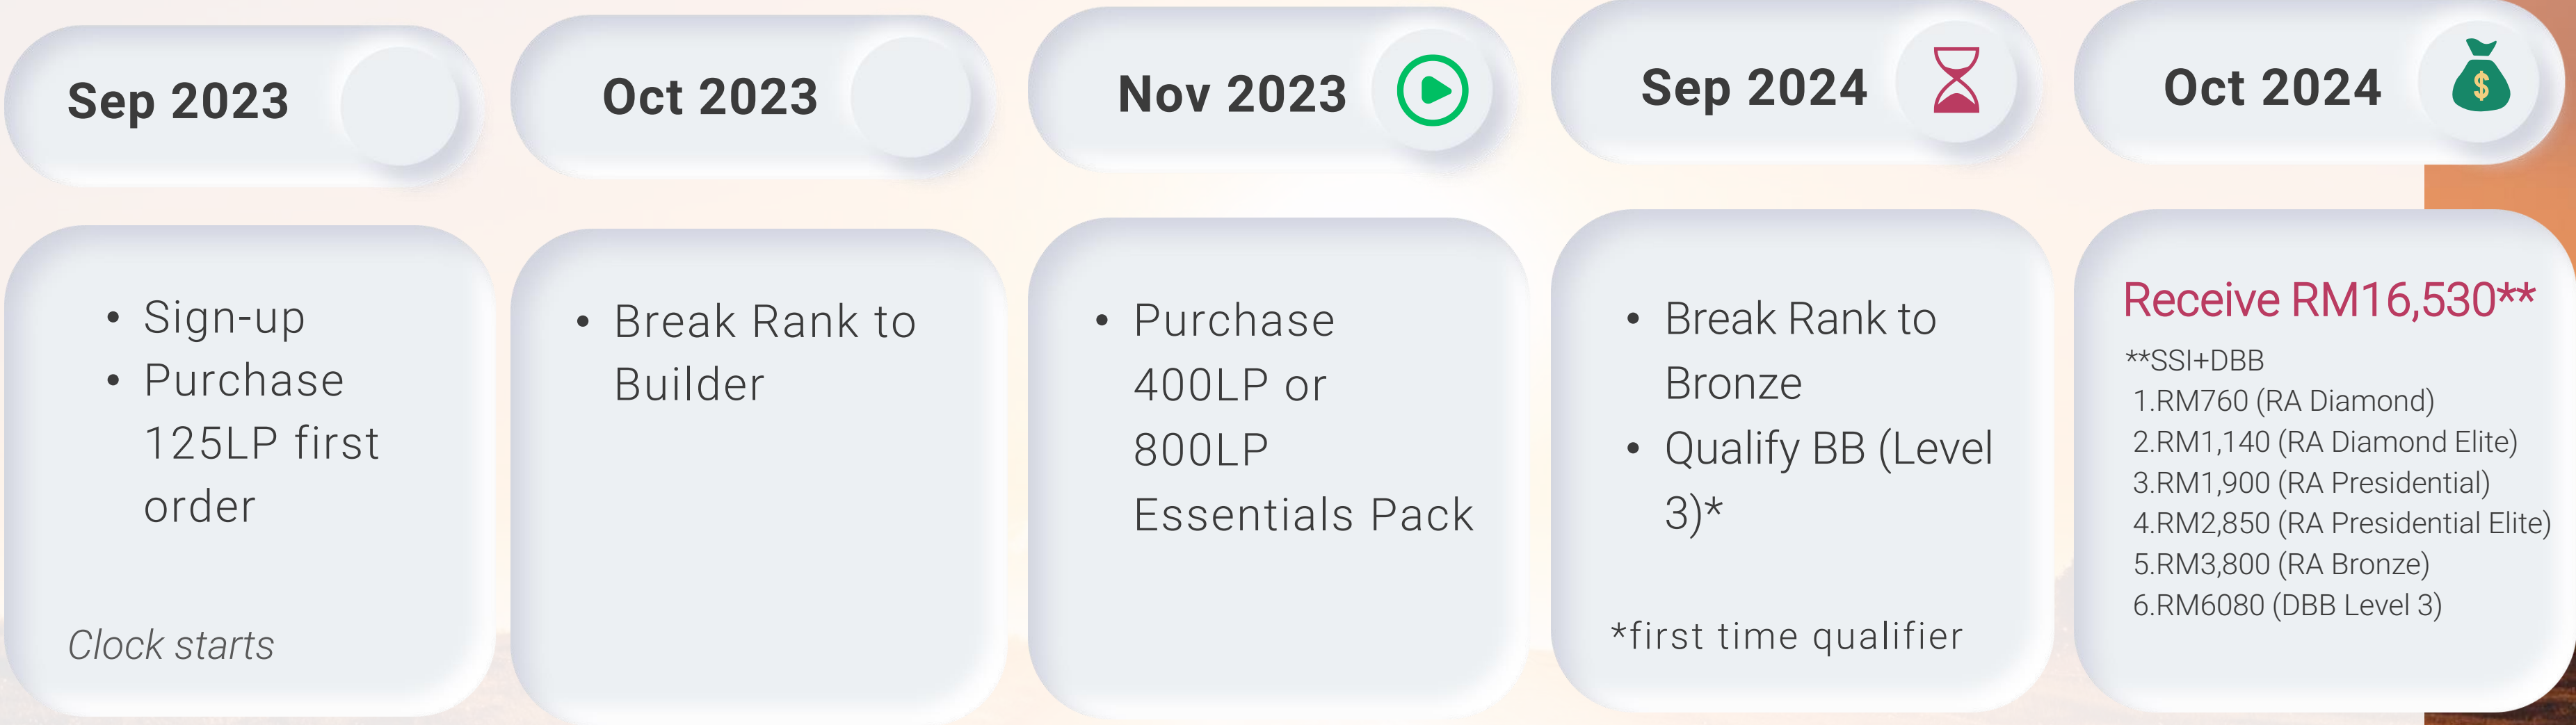 Sep 2023
• Sign-up
• Purchase
125LP first
order
Clock starts
Oct 2023
• Break Rank to
Builder
Nov 2023
• Purchase
400LP or
800LP
Essentials Pack
Sep 2024
• Break Rank to
Bronze
• Qualify BB (Level
3)*
*first time qualifier
Oct 2024
$
Receive RM16,530**
**SSI+DBB
1.RM760 (RA Diamond)
2.RM1,140 (RA Diamond Elite)
3.RM1,900 (RA Presidential)
4.RM2,850 (RA Presidential Elite)
5.RM3,800 (RA Bronze)
6.RM6080 (DBB Level 3)